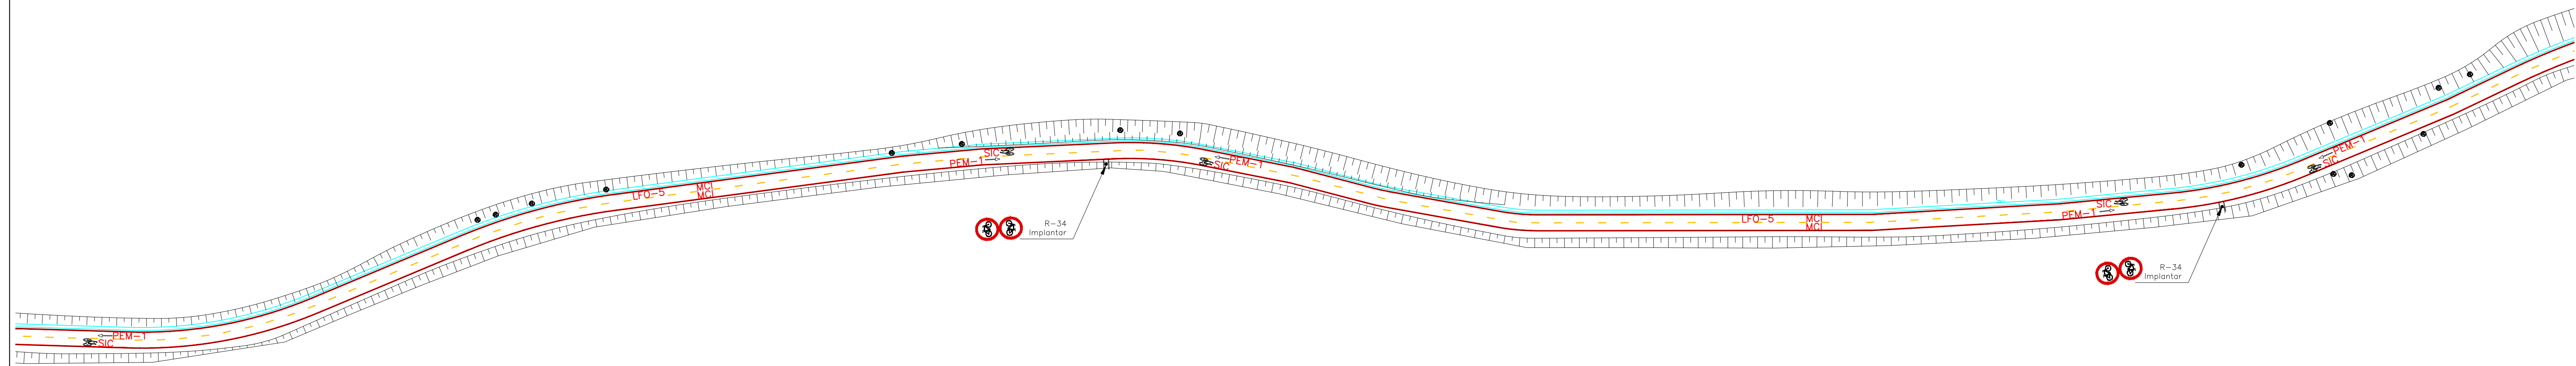 PEM-1
SIC
LFO-5
MCI
MCI
PEM-1
SIC
R-34
Implantar
PEM-1
SIC
LFO-5
MCI
MCI
PEM-1
SIC
R-34
Implantar
PEM-1
SIC